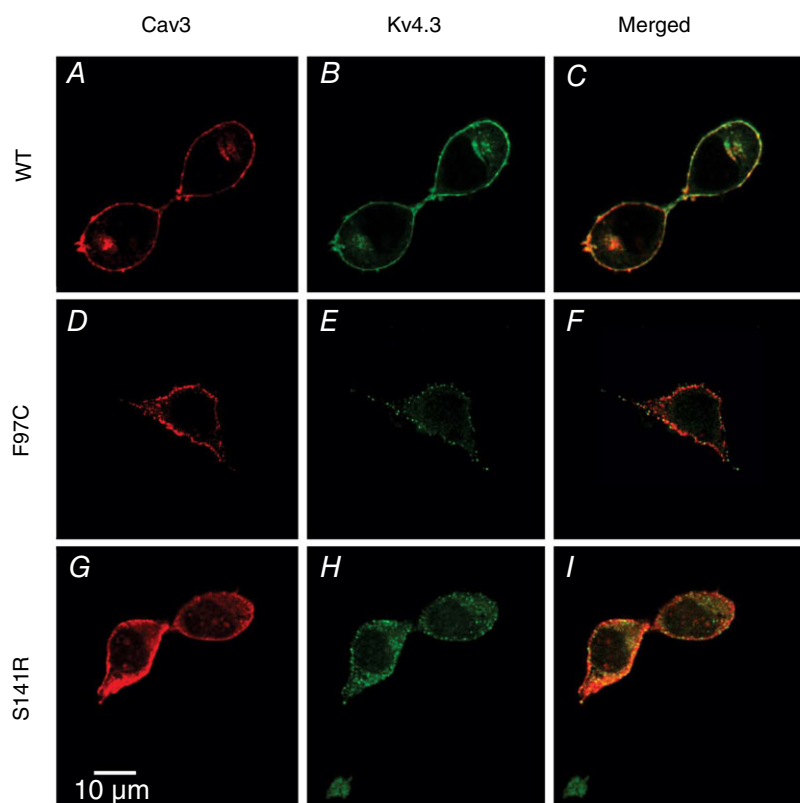 Cav3 Kv4.3 Merged
WT
A B C
F97C
D E F
S141R
G H I
10 μm